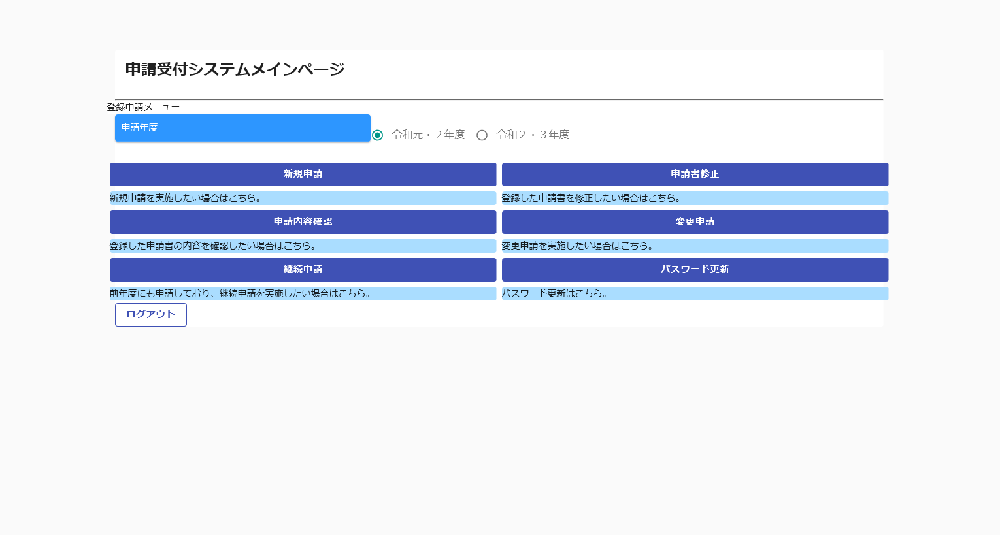 申請受付システムメインページ
登録申請メニュー
申請年度
令和元・２年度 令和２・３年度
新規申請 申請書修正
新規申請を実施したい場合はこちら。 登録した申請書を修正したい場合はこちら。
申請内容確認 変更申請
登録した申請書の内容を確認したい場合はこちら。 変更申請を実施したい場合はこちら。
継続申請 パスワード更新
前年度にも申請しており、継続申請を実施したい場合はこちら。 パスワード更新はこちら。
ログアウト